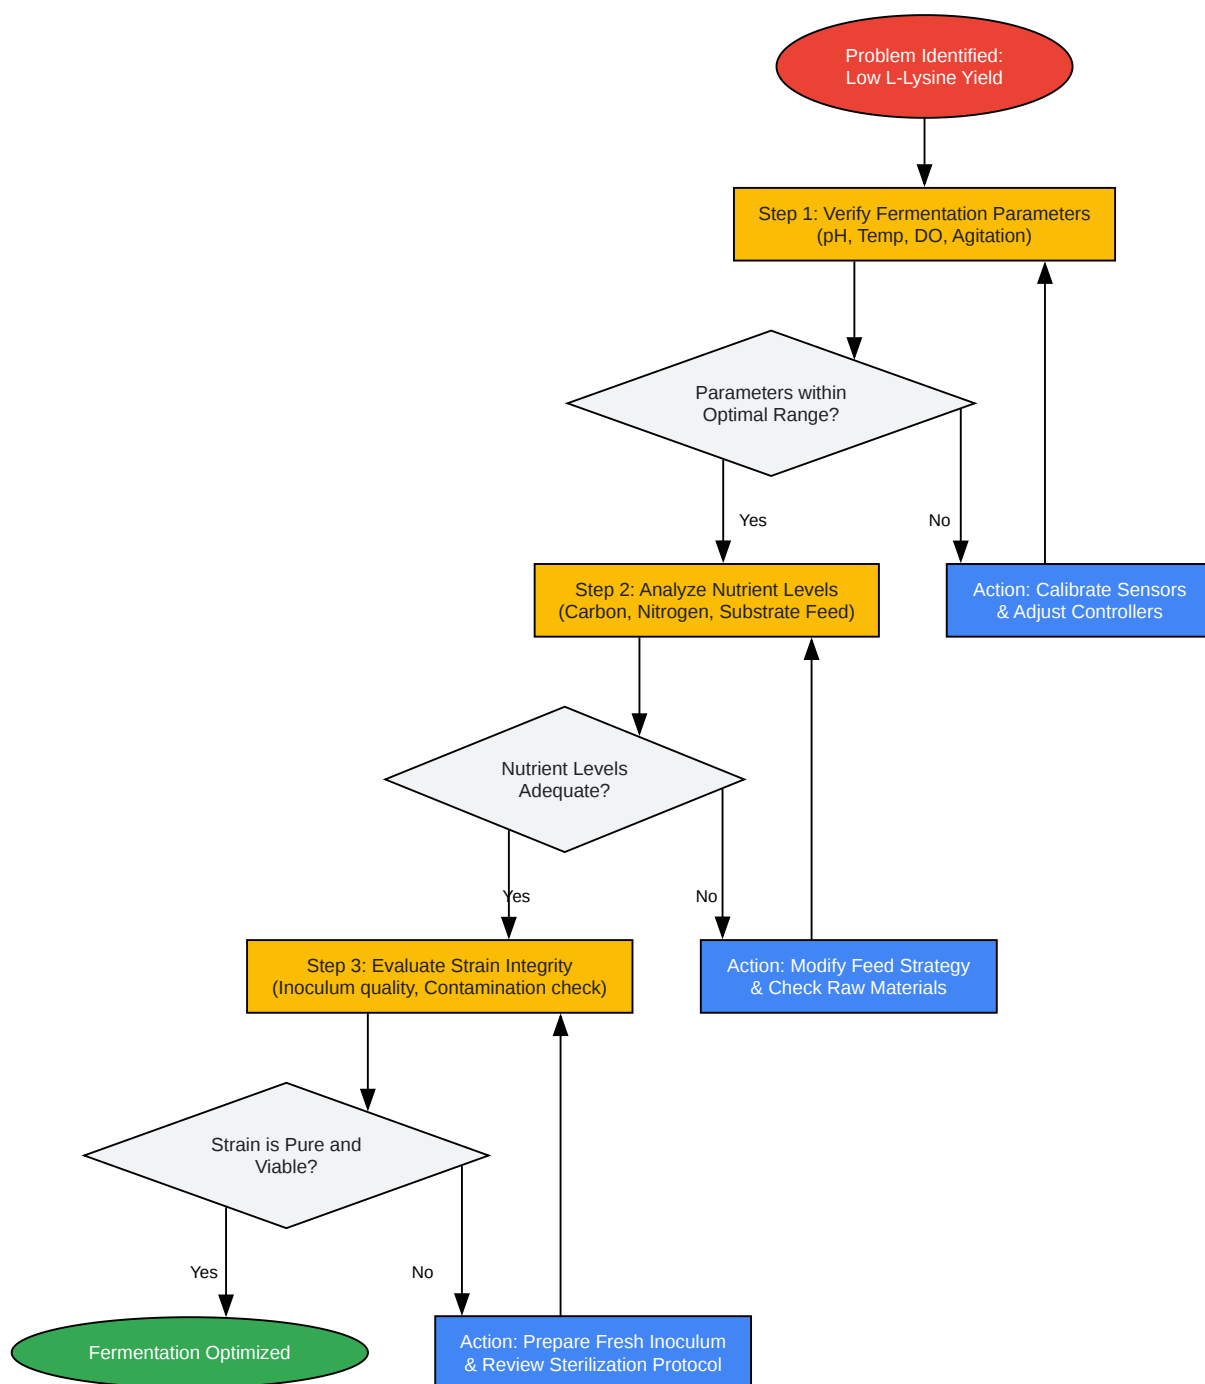 Problem Identified:
Low L-Lysine Yield
Step 1: Verify Fermentation Parameters
(pH, Temp, DO, Agitation)
Parameters within
Optimal Range?
Yes
No
Step 2: Analyze Nutrient Levels
(Carbon, Nitrogen, Substrate Feed)
Action: Calibrate Sensors
& Adjust Controllers
Nutrient Levels
Adequate?
Yes
No
Step 3: Evaluate Strain Integrity
(Inoculum quality, Contamination check)
Action: Modify Feed Strategy
& Check Raw Materials
Strain is Pure and
Viable?
Yes
No
Fermentation Optimized
Action: Prepare Fresh Inoculum
& Review Sterilization Protocol